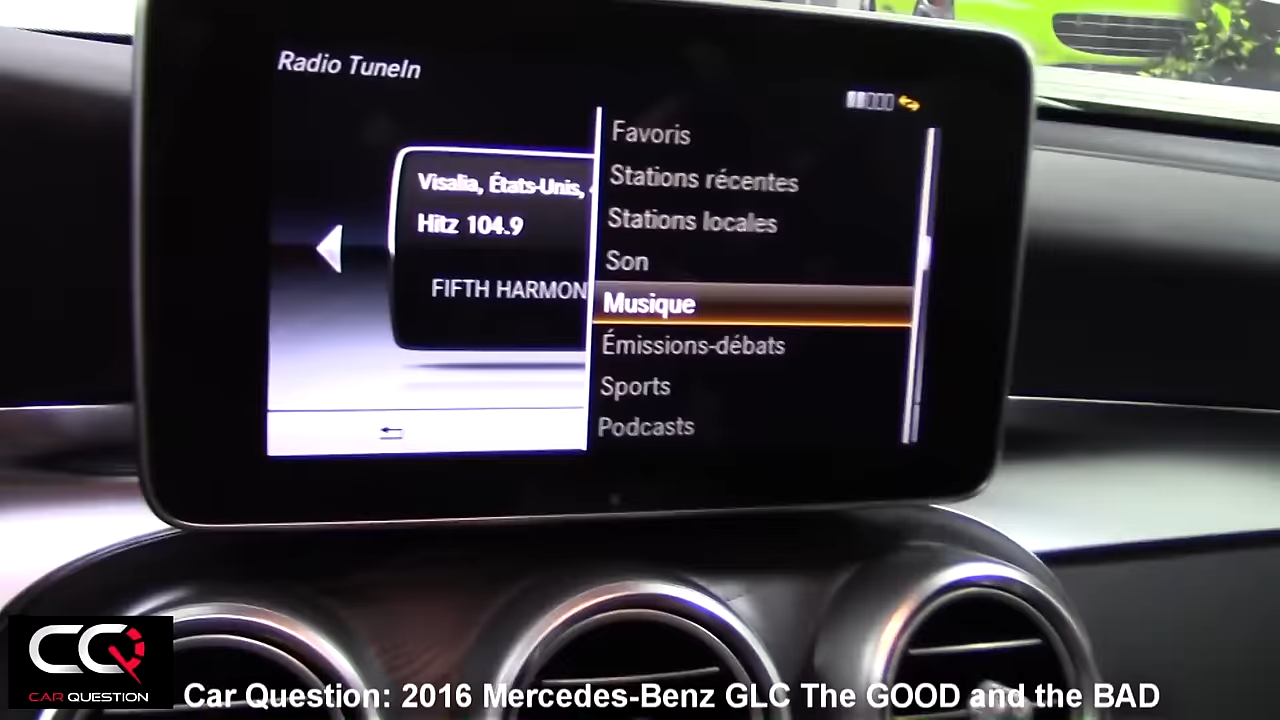 Radio TuneIn
Visalia, États-Unis,
Hitz 104.9
FIFTH HARMON
Favoris
Stations récentes
Stations locales
Son
Musique
Émissions-débats
Sports
Podcasts
CQ
CAR QUESTION
Car Question: 2016 Mercedes-Benz GLC The GOOD and the BAD